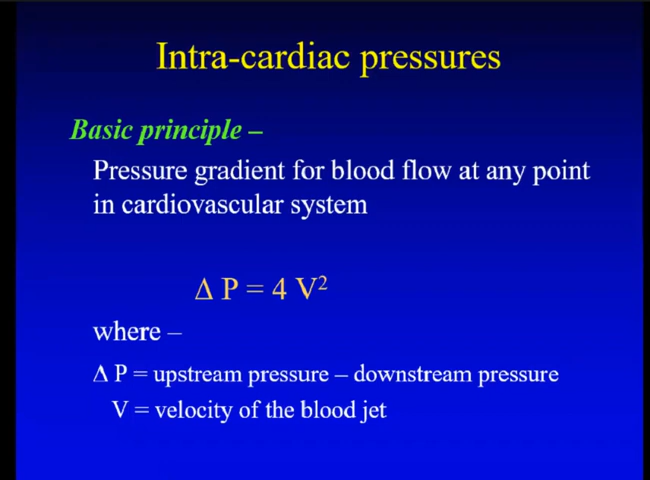 Intra-cardiac pressures
Basic principle –
Pressure gradient for blood flow at any point
in cardiovascular system
Δ P = 4 V²
where –
Δ P = upstream pressure – downstream pressure
V = velocity of the blood jet